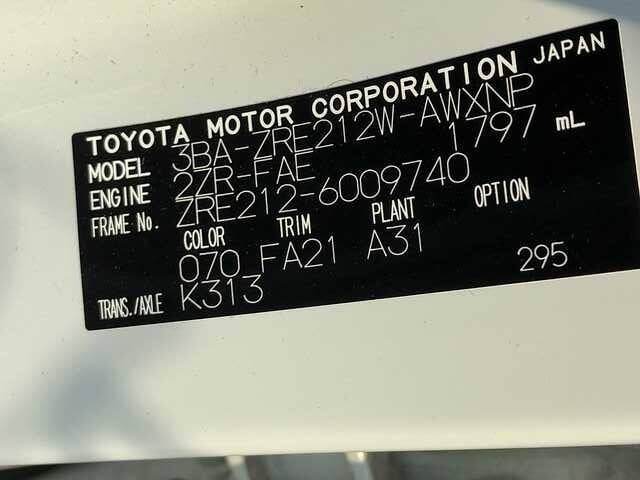 TOYOTA MOTOR CORPORATION JAPAN
MODEL 3BA-ZRE212W-AWXNP
ENGINE 2ZR-FAE 1797 mL
FRAME No. ZRE212-6009740
COLOR TRIM PLANT OPTION
070 FA21 A31
TRANS./AXLE K313 295